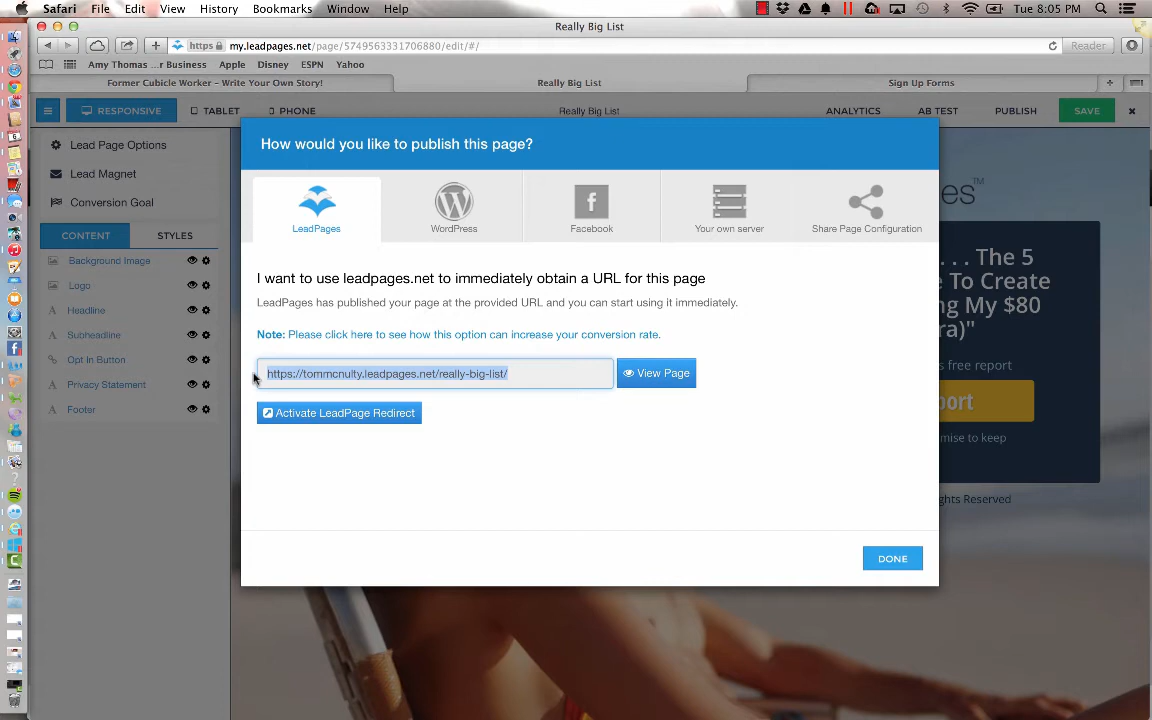 Safari File Edit View History Bookmarks Window Help Tue 8:05 PM
Really Big List
https my.leadpages.net/page/5749563331706880/edit/#/ Reader
Amy Thomas ...r Business Apple Disney ESPN Yahoo
Former Cubicle Worker – Write Your Own Story! Really Big List Sign Up Forms +
RESPONSIVE TABLET PHONE Really Big List ANALYTICS AB TEST PUBLISH SAVE
Lead Page Options
Lead Magnet
Conversion Goal
CONTENT STYLES
Background Image
Logo
Headline
Subheadline
Opt In Button
Privacy Statement
Footer
How would you like to publish this page?
LeadPages WordPress Facebook Your own server Share Page Configuration
I want to use leadpages.net to immediately obtain a URL for this page
LeadPages has published your page at the provided URL and you can start using it immediately.
Note: Please click here to see how this option can increase your conversion rate.
https://tommcnulty.leadpages.net/really-big-list/ View Page
Activate LeadPage Redirect
DONE
es™
. . . The 5
e To Create
ng My $80
ra)"
s free report
port
mise to keep
Rights Reserved